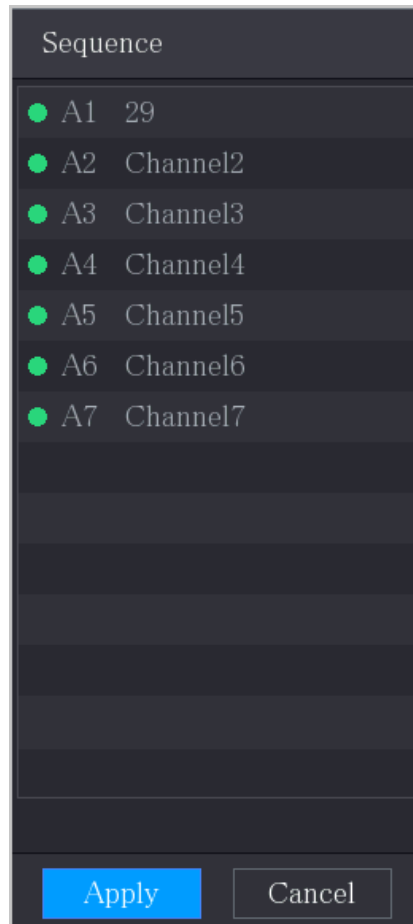 Sequence
A1 29
A2 Channel2
A3 Channel3
A4 Channel4
A5 Channel5
A6 Channel6
A7 Channel7
Apply Cancel